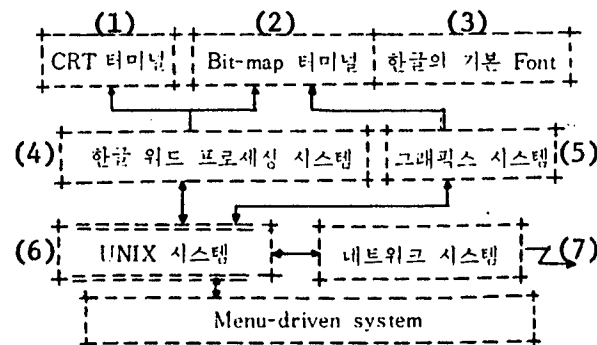 (1) (2) (3)
CRT 터미널 Bit-map 터미널 한글의 기본 Font
(4) 한글 워드 프로세싱 시스템 그래픽스 시스템 (5)
(6) UNIX 시스템 네트워크 시스템 (7)
Menu-driven system